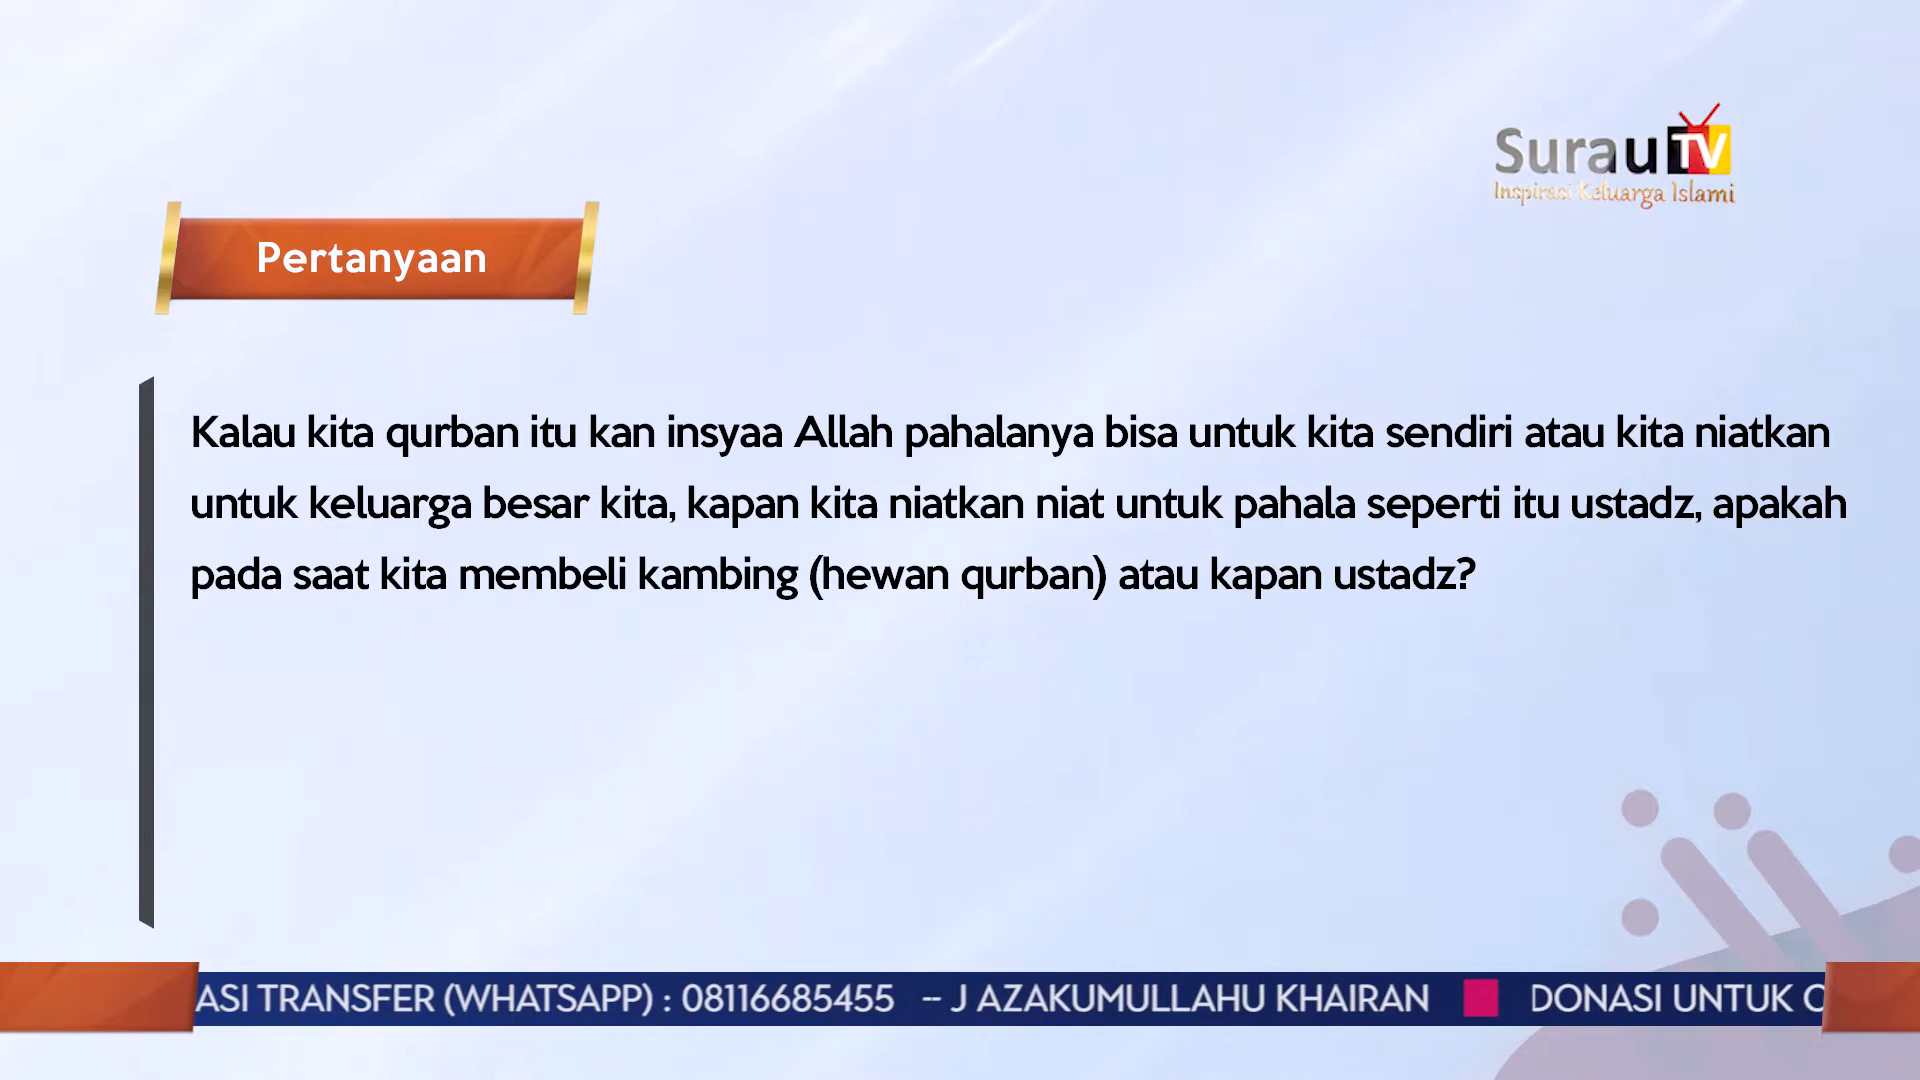 Surau TV
Inspirasi Keluarga Islami
Pertanyaan
Kalau kita qurban itu kan insyaa Allah pahalanya bisa untuk kita sendiri atau kita niatkan
untuk keluarga besar kita, kapan kita niatkan niat untuk pahala seperti itu ustadz, apakah
pada saat kita membeli kambing (hewan qurban) atau kapan ustadz?
ASI TRANSFER (WHATSAPP) : 08116685455 -- J AZAKUMULLAHU KHAIRAN DONASI UNTUK